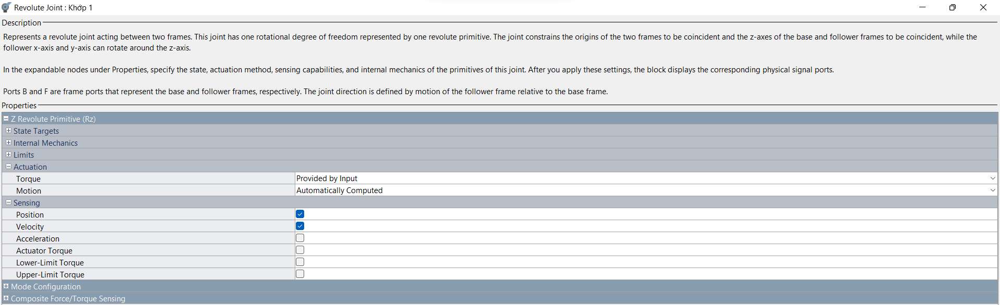 Revolute Joint : Khớp 1
Description
Represents a revolute joint acting between two frames. This joint has one rotational degree of freedom represented by one revolute primitive. The joint constrains the origins of the two frames to be coincident and the z-axes of the base and follower frames to be coincident, while the
follower x-axis and y-axis can rotate around the z-axis.
In the expandable nodes under Properties, specify the state, actuation method, sensing capabilities, and internal mechanics of the primitives of this joint. After you apply these settings, the block displays the corresponding physical signal ports.
Ports B and F are frame ports that represent the base and follower frames, respectively. The joint direction is defined by motion of the follower frame relative to the base frame.
Properties
Z Revolute Primitive (Rz)
State Targets
Internal Mechanics
Limits
Actuation
Torque Provided by Input
Motion Automatically Computed
Sensing
Position
Velocity
Acceleration
Actuator Torque
Lower-Limit Torque
Upper-Limit Torque
Mode Configuration
Composite Force/Torque Sensing